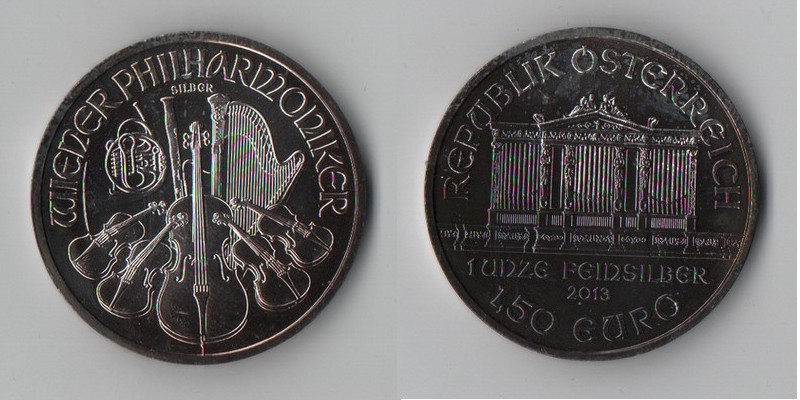 WIENER PHILHARMONIKER
SILBER
REPUBLIK ÖSTERREICH
1 UNZE FEINSILBER
2013
1,50 EURO